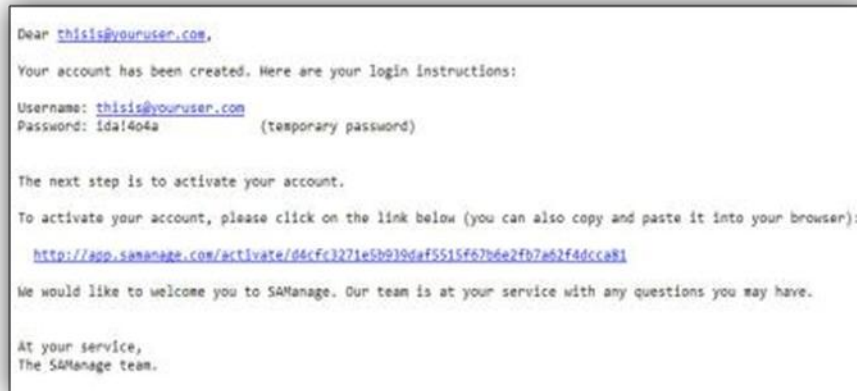 Dear thisis@youruser.com,
Your account has been created. Here are your login instructions:
Username: thisis@youruser.com
Password: ida!4o4a (temporary password)
The next step is to activate your account.
To activate your account, please click on the link below (you can also copy and paste it into your browser):
http://app.samanage.com/activate/d4cfc3271e5b939daf5515f67b6e2fb7a62f4dcca81
We would like to welcome you to SAManage. Our team is at your service with any questions you may have.
At your service,
The SAManage team.